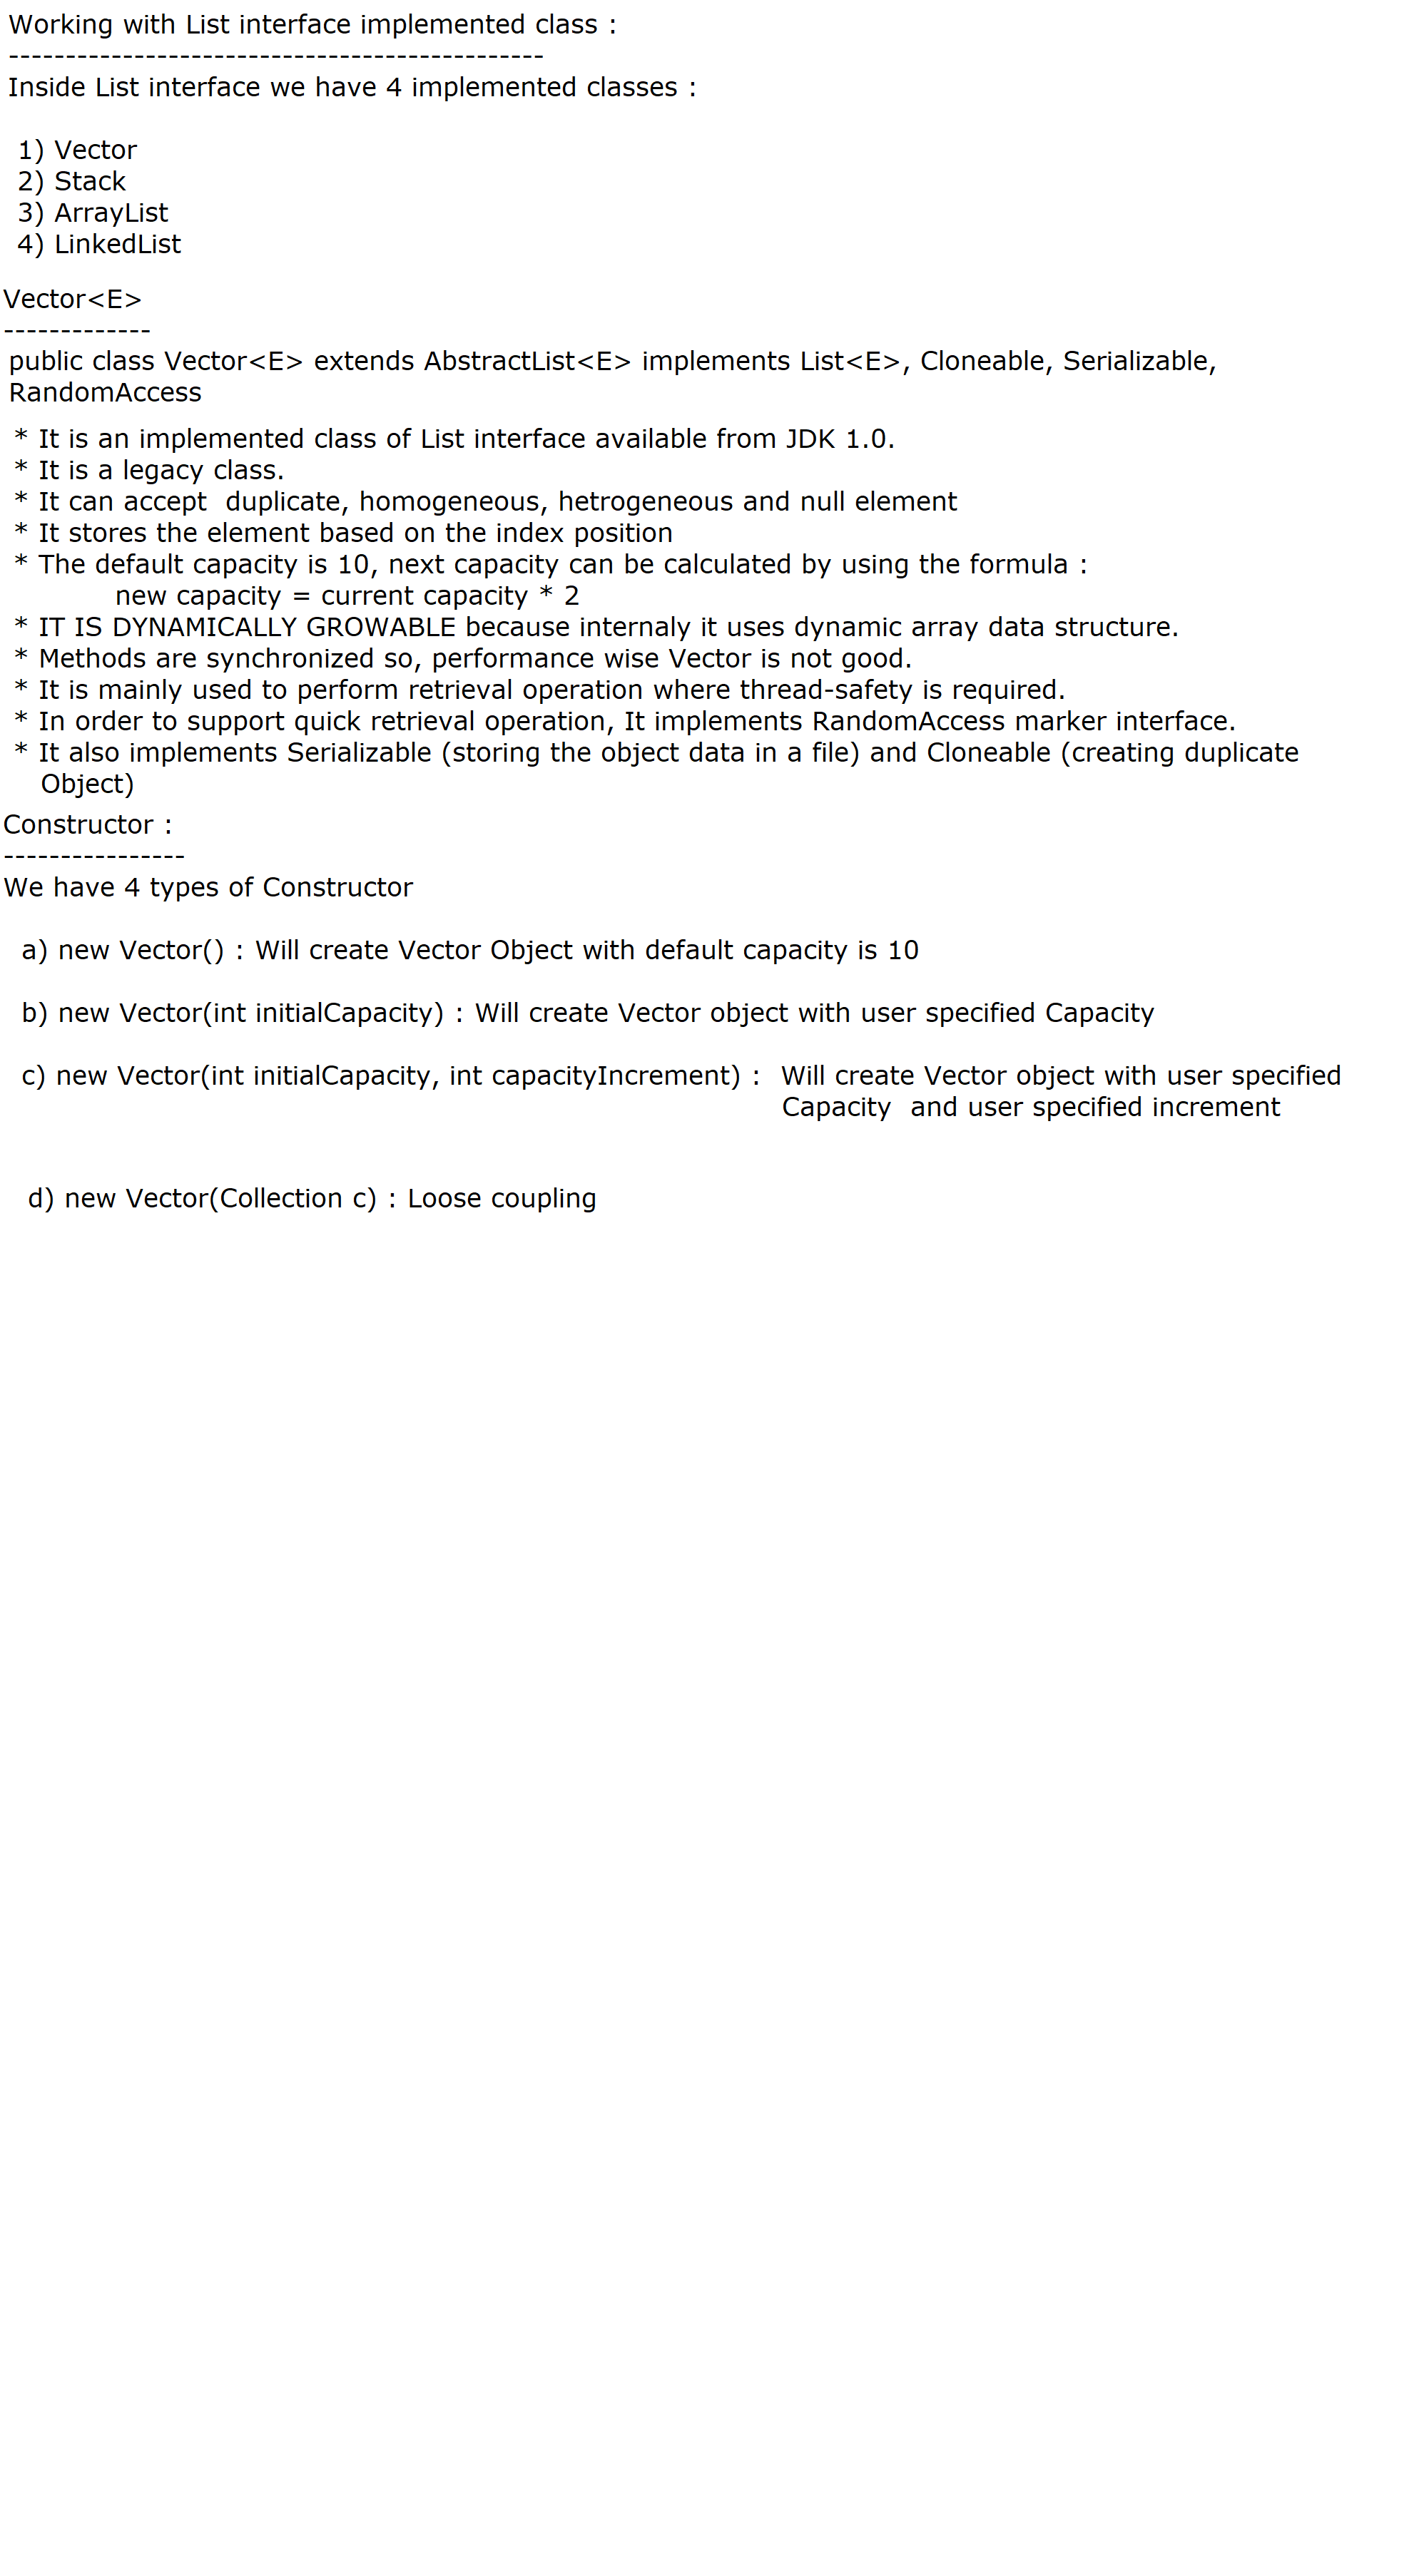 Working with List interface implemented class :
-----------------------------------------------
Inside List interface we have 4 implemented classes :
1) Vector
2) Stack
3) ArrayList
4) LinkedList
Vector<E>
-------------
public class Vector<E> extends AbstractList<E> implements List<E>, Cloneable, Serializable,
RandomAccess
* It is an implemented class of List interface available from JDK 1.0.
* It is a legacy class.
* It can accept  duplicate, homogeneous, hetrogeneous and null element
* It stores the element based on the index position
* The default capacity is 10, next capacity can be calculated by using the formula :
new capacity = current capacity * 2
* IT IS DYNAMICALLY GROWABLE because internaly it uses dynamic array data structure.
* Methods are synchronized so, performance wise Vector is not good.
* It is mainly used to perform retrieval operation where thread-safety is required.
* In order to support quick retrieval operation, It implements RandomAccess marker interface.
* It also implements Serializable (storing the object data in a file) and Cloneable (creating duplicate
Object)
Constructor :
----------------
We have 4 types of Constructor
a) new Vector() : Will create Vector Object with default capacity is 10
b) new Vector(int initialCapacity) : Will create Vector object with user specified Capacity
c) new Vector(int initialCapacity, int capacityIncrement) :  Will create Vector object with user specified
Capacity  and user specified increment
d) new Vector(Collection c) : Loose coupling